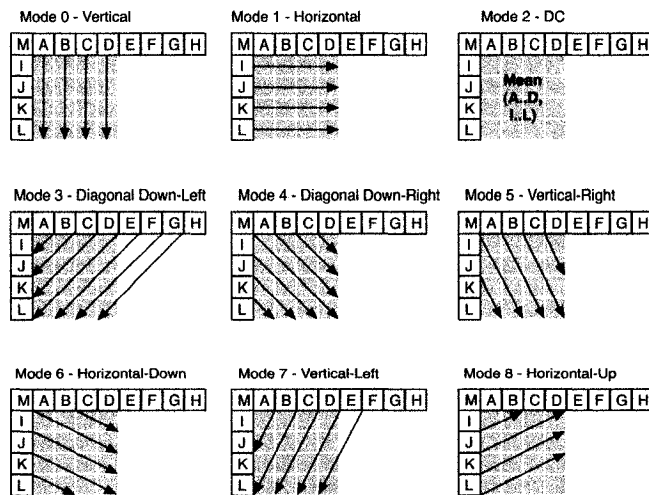 Mode 0 - Vertical
M A B C D E F G H
I
J
K
L
Mode 1 - Horizontal
M A B C D E F G H
I
J
K
L
Mode 2 - DC
M A B C D E F G H
I
J
K
L
Mean
(A..D,
I..L)
Mode 3 - Diagonal Down-Left
M A B C D E F G H
I
J
K
L
Mode 4 - Diagonal Down-Right
M A B C D E F G H
I
J
K
L
Mode 5 - Vertical-Right
M A B C D E F G H
I
J
K
L
Mode 6 - Horizontal-Down
M A B C D E F G H
I
J
K
L
Mode 7 - Vertical-Left
M A B C D E F G H
I
J
K
L
Mode 8 - Horizontal-Up
M A B C D E F G H
I
J
K
L